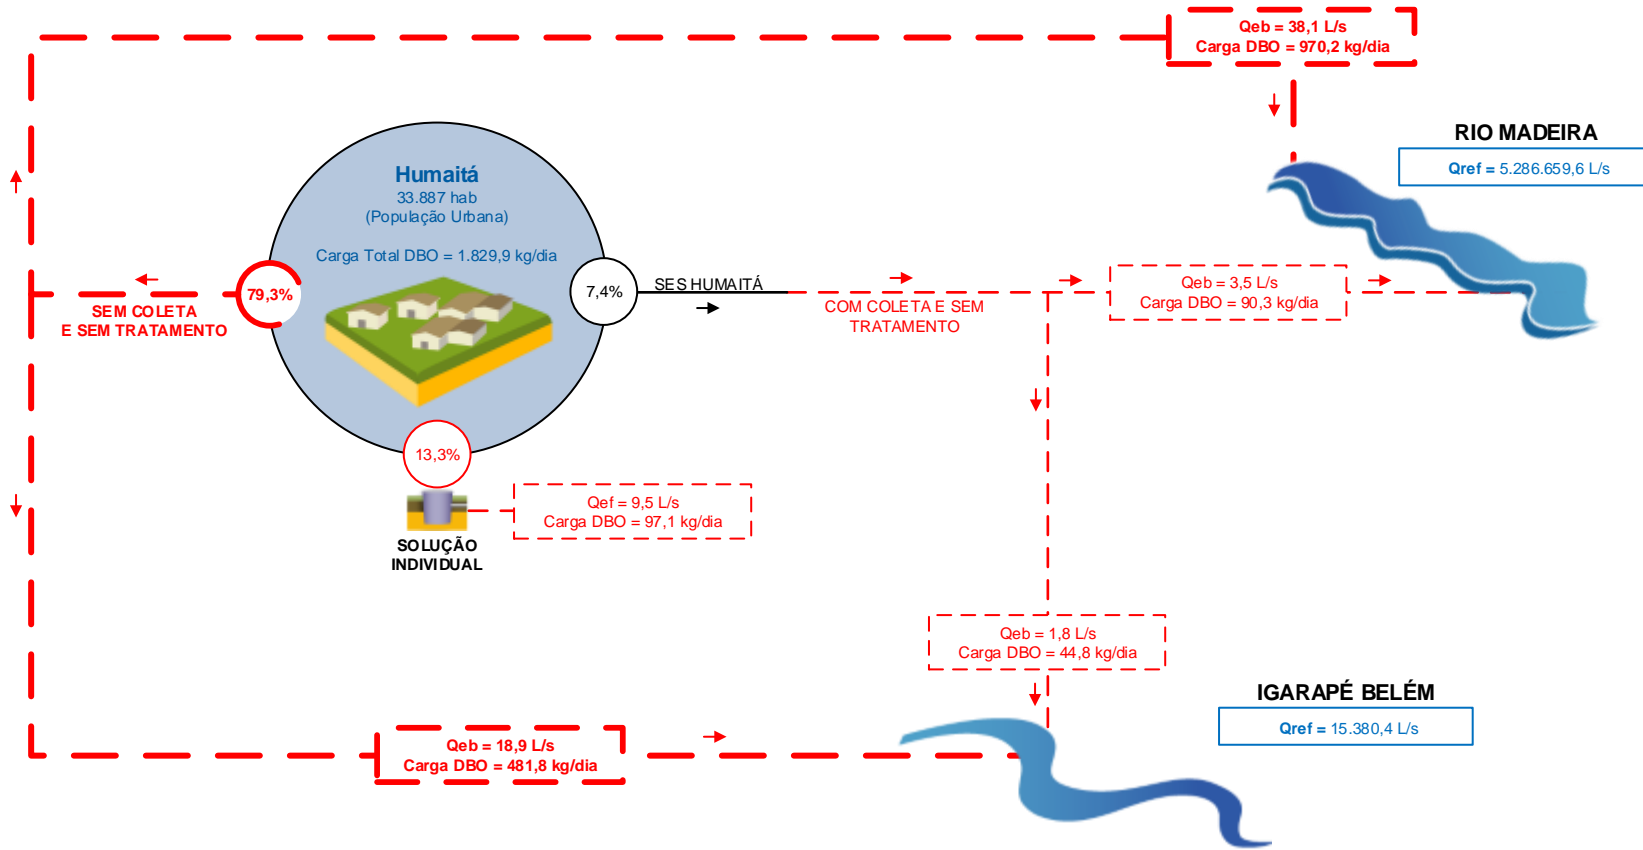 Qeb = 38,1 L/s
Carga DBO = 970,2 kg/dia
RIO MADEIRA
Qref = 5.286.659,6 L/s
Humaitá
33.887 hab
(População Urbana)
Carga Total DBO = 1.829,9 kg/dia
79,3%
SEM COLETA
E SEM TRATAMENTO
7,4%
SES HUMAITÁ
COM COLETA E SEM
TRATAMENTO
Qeb = 3,5 L/s
Carga DBO = 90,3 kg/dia
13,3%
Qef = 9,5 L/s
Carga DBO = 97,1 kg/dia
SOLUÇÃO
INDIVIDUAL
Qeb = 1,8 L/s
Carga DBO = 44,8 kg/dia
IGARAPÉ BELÉM
Qref = 15.380,4 L/s
Qeb = 18,9 L/s
Carga DBO = 481,8 kg/dia